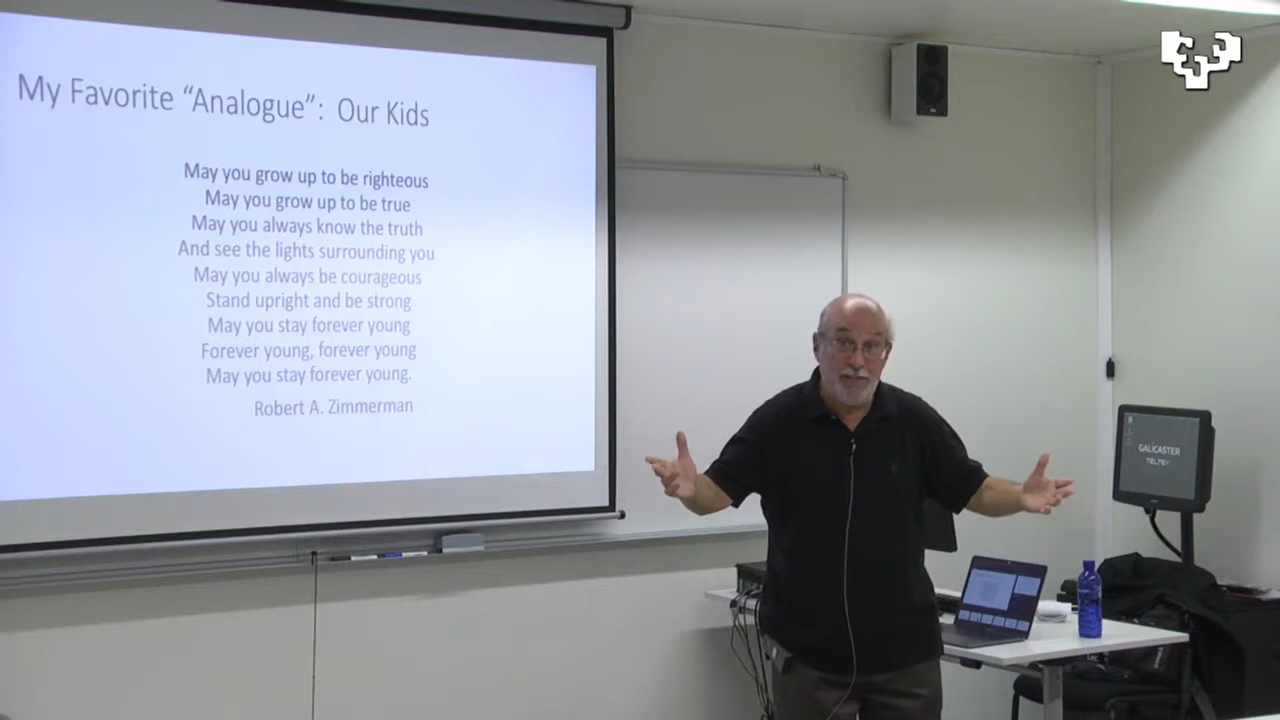 My Favorite “Analogue”: Our Kids
May you grow up to be righteous
May you grow up to be true
May you always know the truth
And see the lights surrounding you
May you always be courageous
Stand upright and be strong
May you stay forever young
Forever young, forever young
May you stay forever young.
Robert A. Zimmerman
GALICASTER
TELTEK